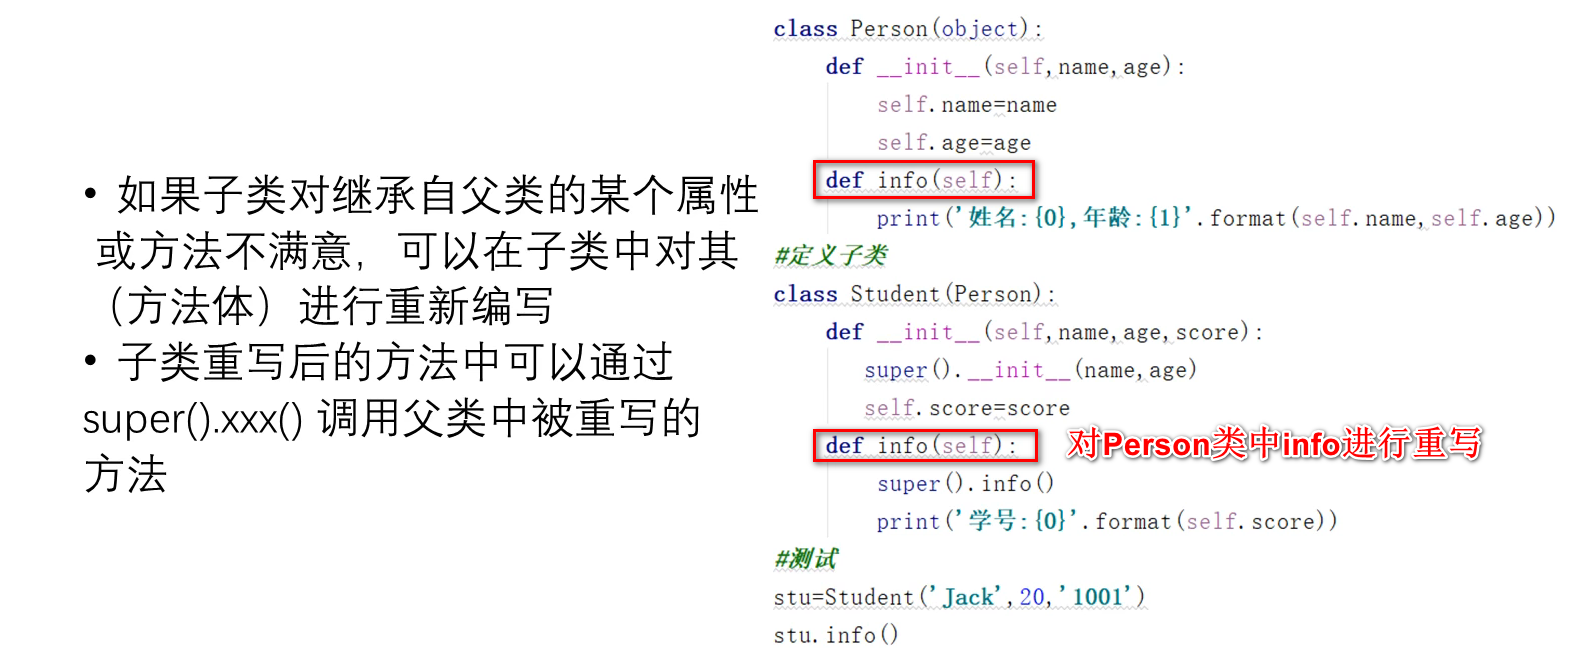 • 如果子类对继承自父类的某个属性
或方法不满意，可以在子类中对其
（方法体）进行重新编写
• 子类重写后的方法中可以通过
super().xxx() 调用父类中被重写的
方法
class Person(object):
    def __init__(self,name,age):
        self.name=name
        self.age=age
    def info(self):
        print('姓名:{0},年龄:{1}'.format(self.name,self.age))
#定义子类
class Student(Person):
    def __init__(self,name,age,score):
       super().__init__(name,age)
       self.score=score
    def info(self): 对Person类中info进行重写
        super().info()
        print('学号:{0}'.format(self.score))
#测试
stu=Student('Jack',20,'1001')
stu.info()